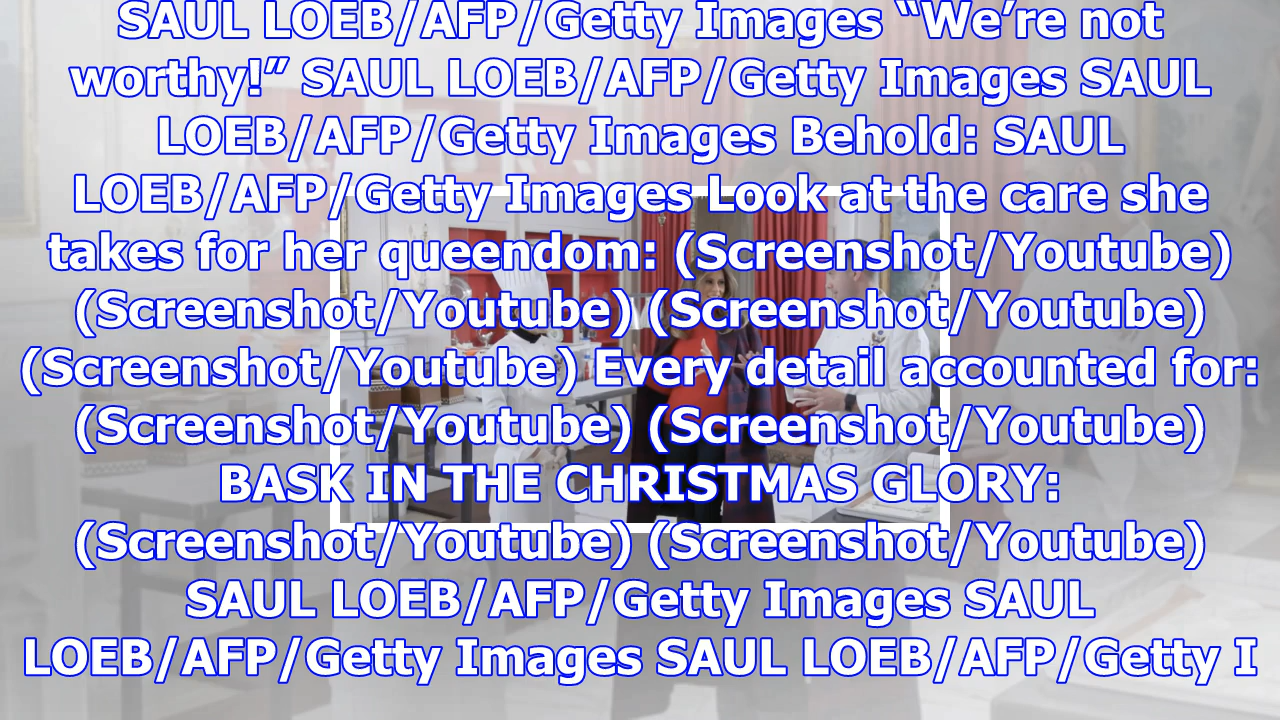 SAUL LOEB/AFP/Getty Images “We’re not
worthy!” SAUL LOEB/AFP/Getty Images SAUL
LOEB/AFP/Getty Images Behold: SAUL
LOEB/AFP/Getty Images Look at the care she
takes for her queendom: (Screenshot/Youtube)
(Screenshot/Youtube) (Screenshot/Youtube)
(Screenshot/Youtube) Every detail accounted for:
(Screenshot/Youtube) (Screenshot/Youtube)
BASK IN THE CHRISTMAS GLORY:
(Screenshot/Youtube) (Screenshot/Youtube)
SAUL LOEB/AFP/Getty Images SAUL
LOEB/AFP/Getty Images SAUL LOEB/AFP/Getty I